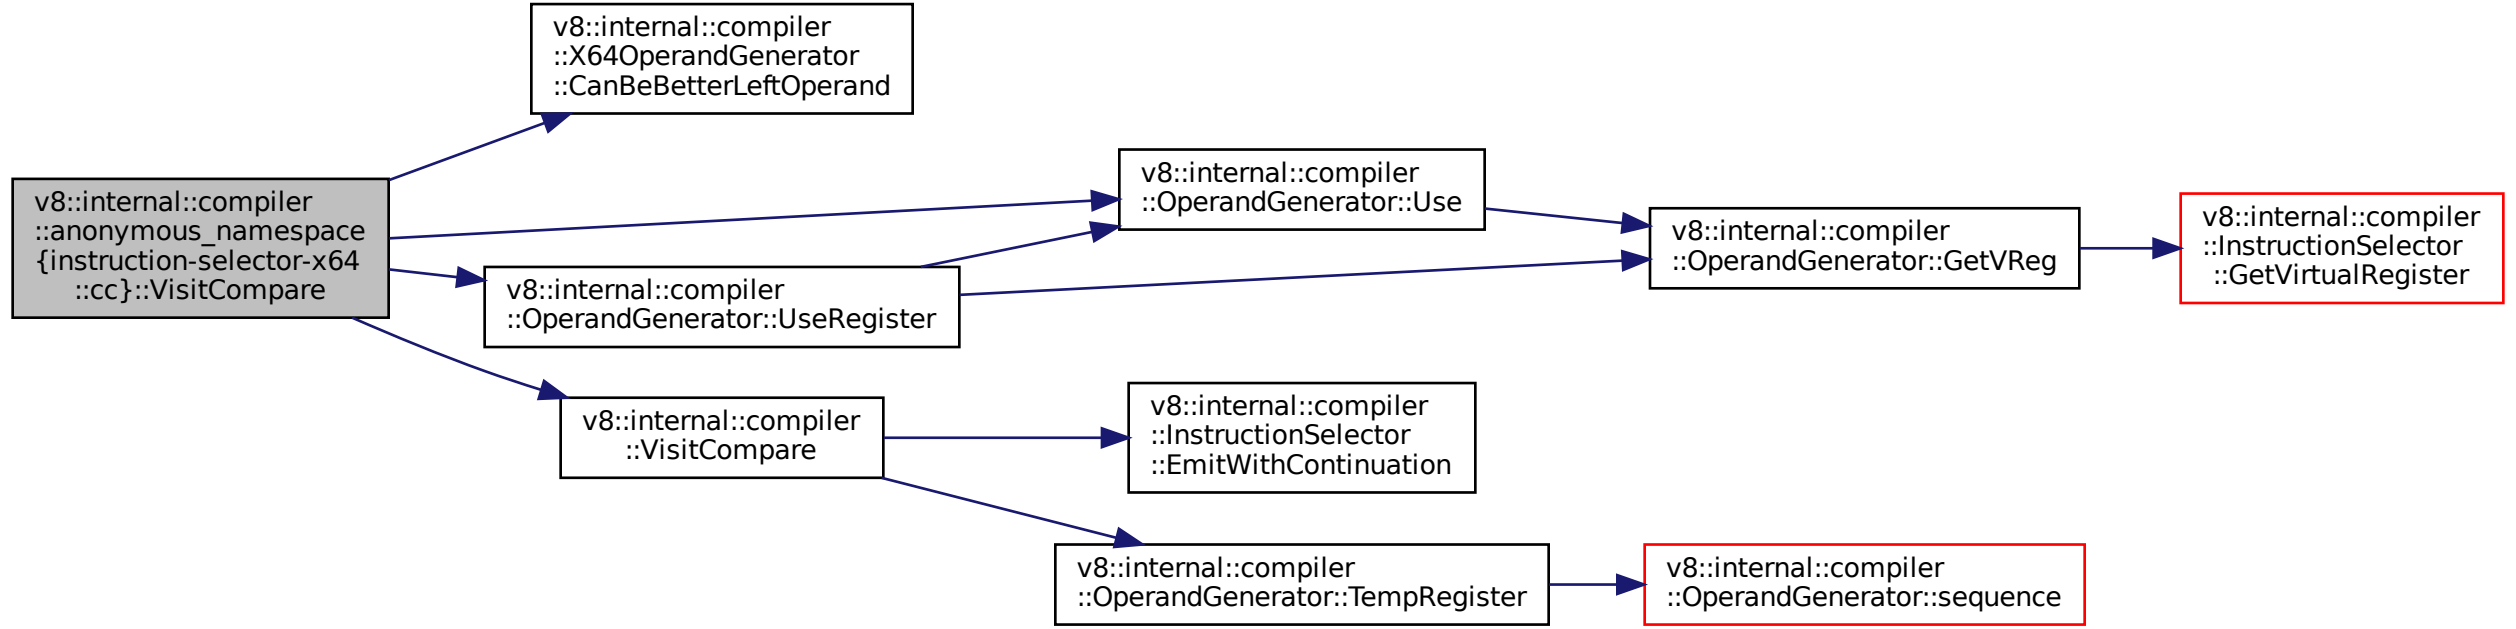 v8::internal::compiler
::X64OperandGenerator
::CanBeBetterLeftOperand
v8::internal::compiler
::anonymous_namespace
{instruction-selector-x64
::cc}::VisitCompare
v8::internal::compiler
::OperandGenerator::Use
v8::internal::compiler
::OperandGenerator::UseRegister
v8::internal::compiler
::OperandGenerator::GetVReg
v8::internal::compiler
::InstructionSelector
::GetVirtualRegister
v8::internal::compiler
::VisitCompare
v8::internal::compiler
::InstructionSelector
::EmitWithContinuation
v8::internal::compiler
::OperandGenerator::TempRegister
v8::internal::compiler
::OperandGenerator::sequence